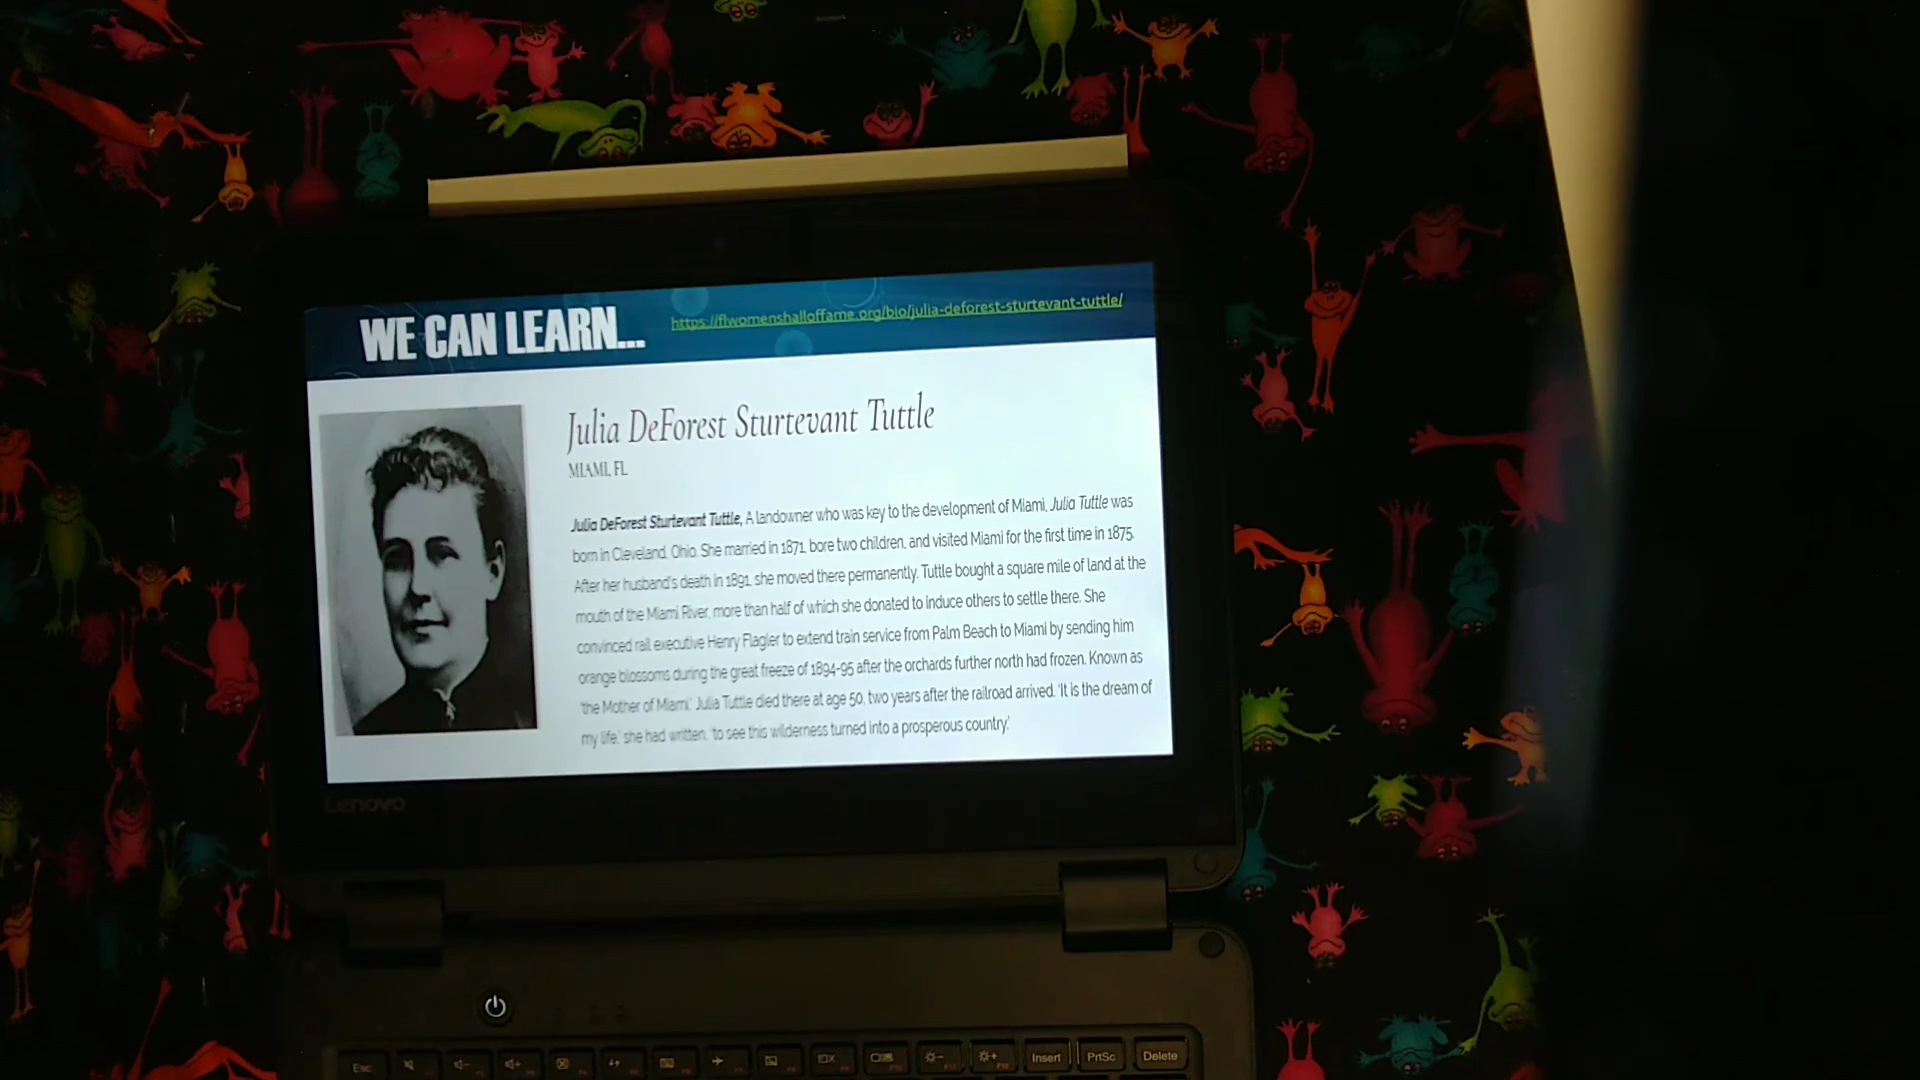 WE CAN LEARN...
https://flwomenshalloffame.org/bio/julia-deforest-sturtevant-tuttle/
Julia DeForest Sturtevant Tuttle
MIAMI, FL
Julia DeForest Sturtevant Tuttle, A landowner who was key to the development of Miami, Julia Tuttle was
born in Cleveland, Ohio. She married in 1871, bore two children, and visited Miami for the first time in 1875.
After her husband's death in 1891, she moved there permanently. Tuttle bought a square mile of land at the
mouth of the Miami River, more than half of which she donated to induce others to settle there. She
convinced rail executive Henry Flagler to extend train service from Palm Beach to Miami by sending him
orange blossoms during the great freeze of 1894-95 after the orchards further north had frozen. Known as
'the Mother of Miami,' Julia Tuttle died there at age 50, two years after the railroad arrived. 'It is the dream of
my life,' she had written, 'to see this wilderness turned into a prosperous country.'
Lenovo
Esc
Insert
PrtSc
Delete